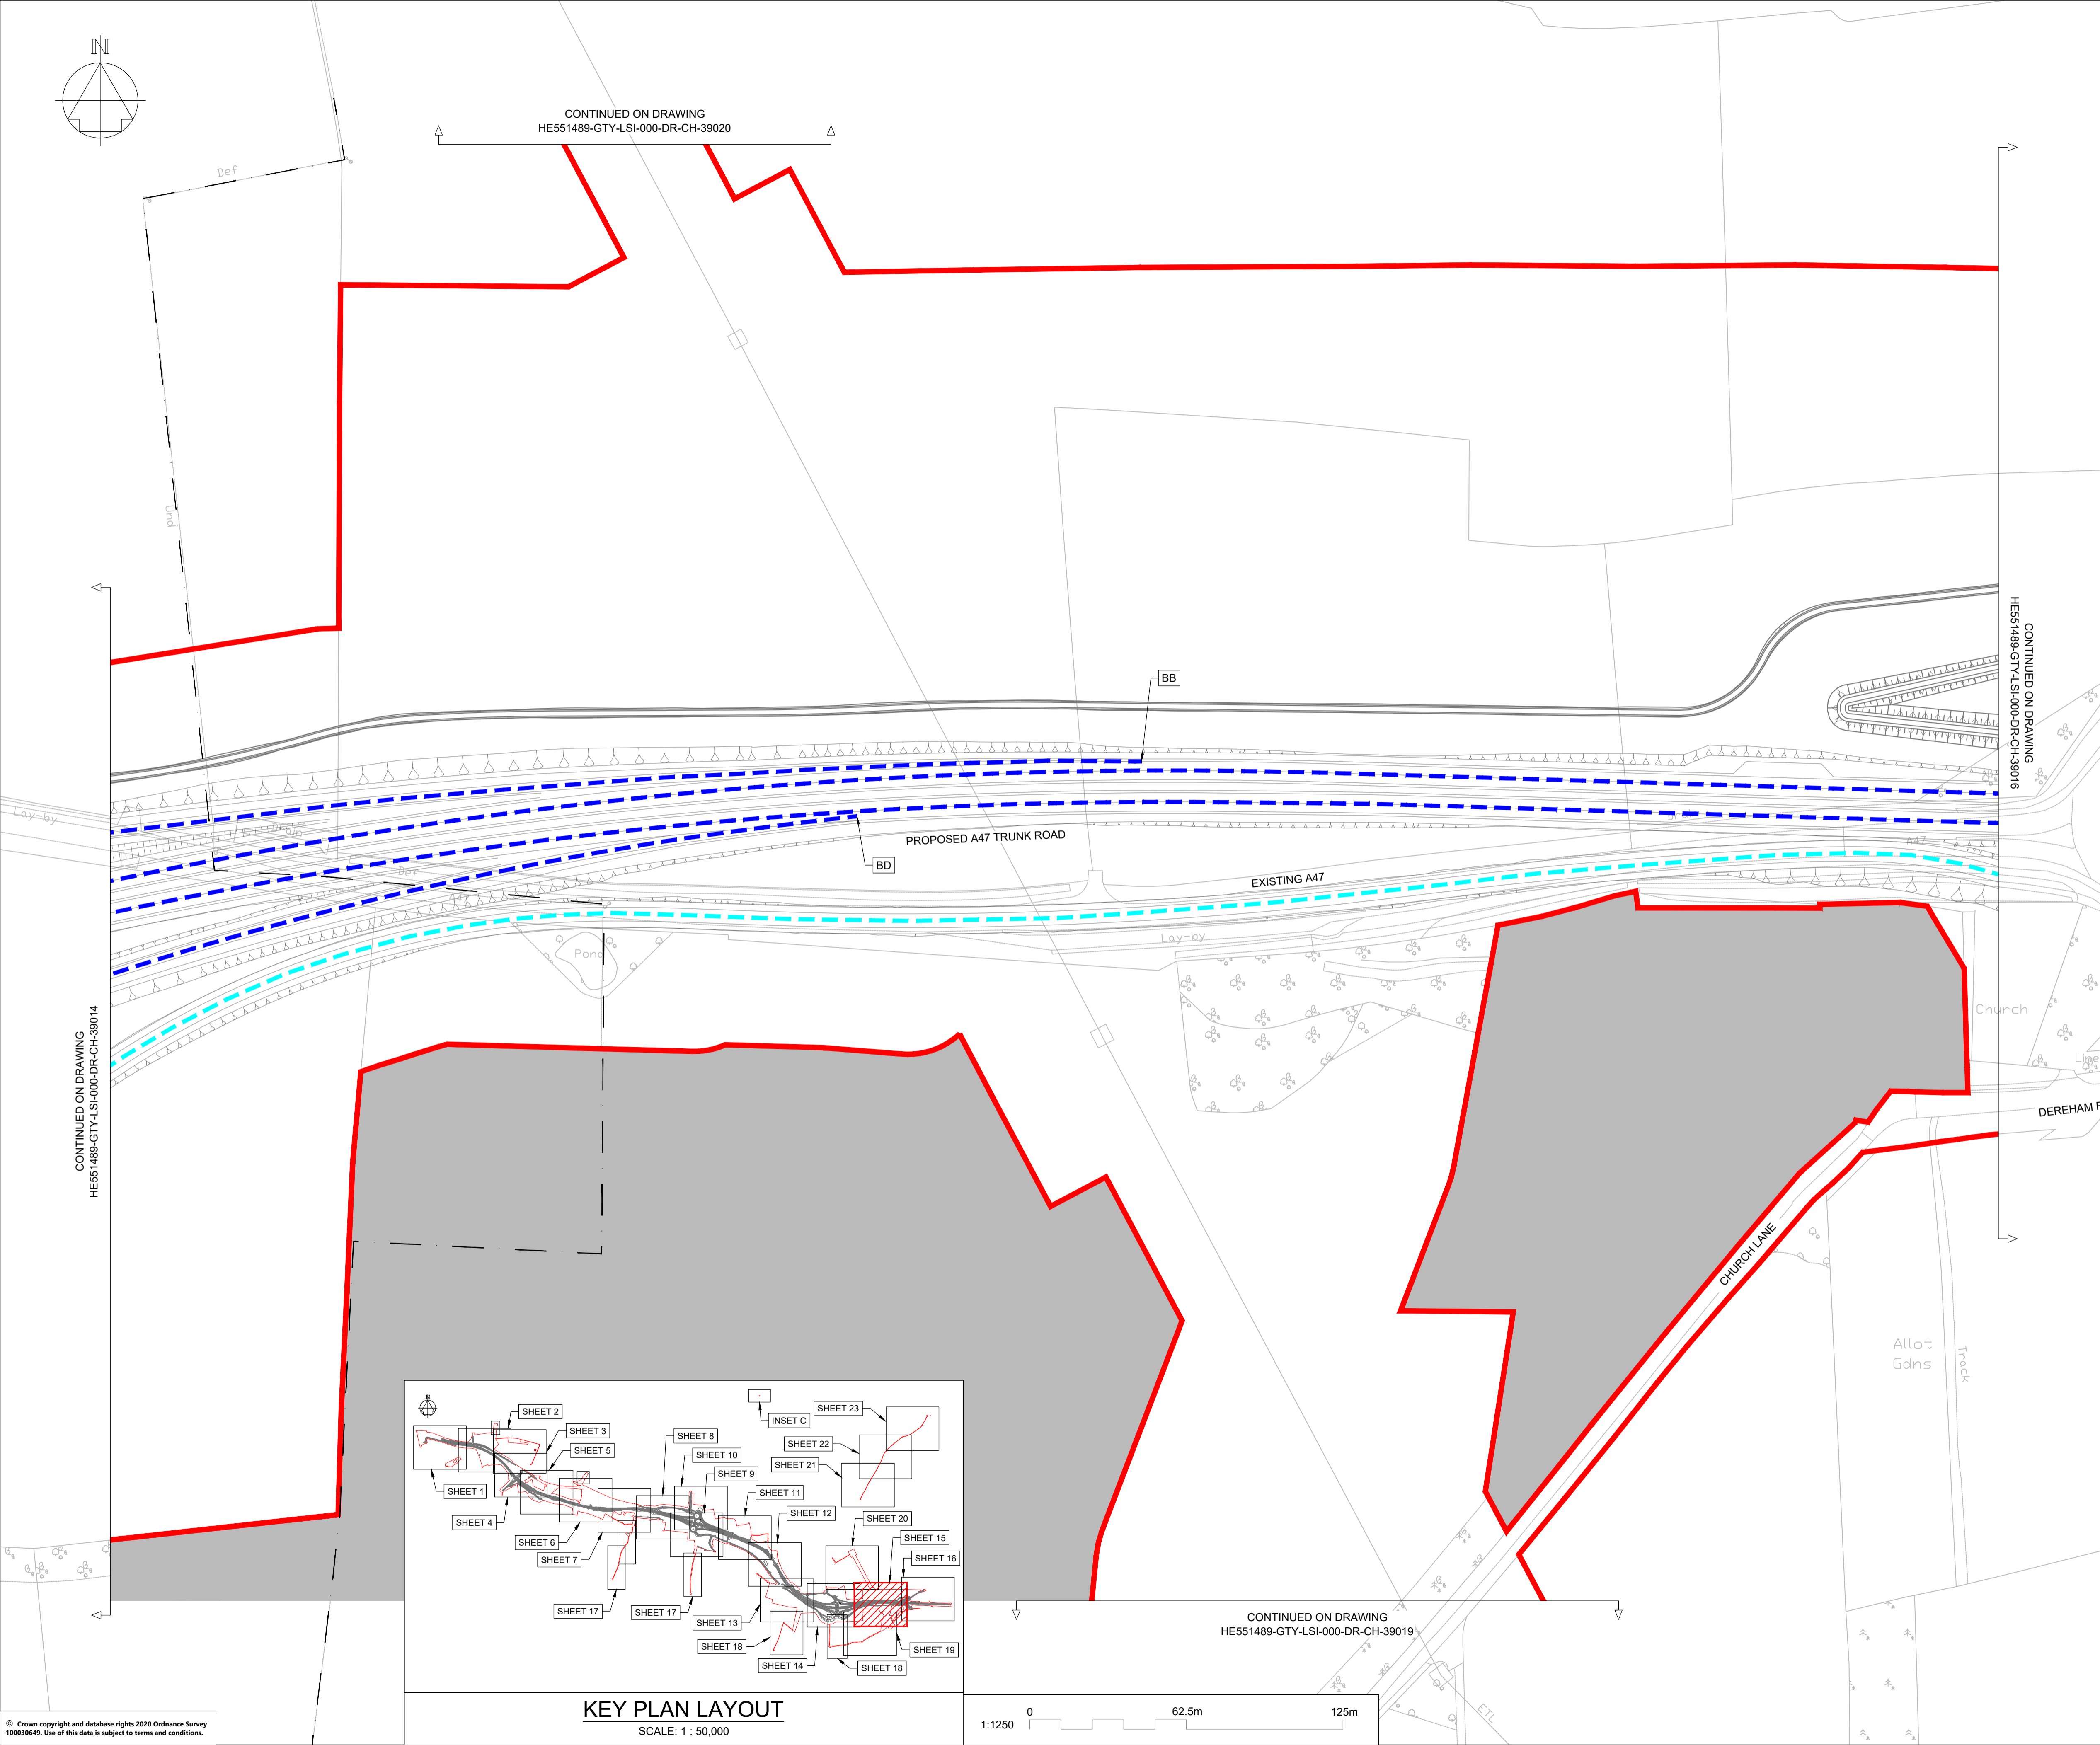 N
CONTINUED ON DRAWING
HE551489-GTY-LSI-000-DR-CH-39020
Def
Und
CONTINUED ON DRAWING
HE551489-GTY-LSI-000-DR-CH-39016
BB
Lay-by
Drain
Def
PROPOSED A47 TRUNK ROAD
BD
EXISTING A47
A47
Lay-by
Pond
Church
CONTINUED ON DRAWING
HE551489-GTY-LSI-000-DR-CH-39014
DEREHAM
CHURCH LANE
Allot
Gdns
Track
N
SHEET 1
SHEET 2
SHEET 3
SHEET 5
SHEET 4
SHEET 6
SHEET 7
SHEET 8
SHEET 10
SHEET 9
SHEET 11
SHEET 12
INSET C
SHEET 23
SHEET 22
SHEET 21
SHEET 20
SHEET 15
SHEET 16
SHEET 17
SHEET 17
SHEET 13
SHEET 18
SHEET 14
SHEET 18
SHEET 19
KEY PLAN LAYOUT
SCALE: 1 : 50,000
CONTINUED ON DRAWING
HE551489-GTY-LSI-000-DR-CH-39019
ETL
1:1250
0
62.5m
125m
© Crown copyright and database rights 2020 Ordnance Survey
100030649. Use of this data is subject to terms and conditions.